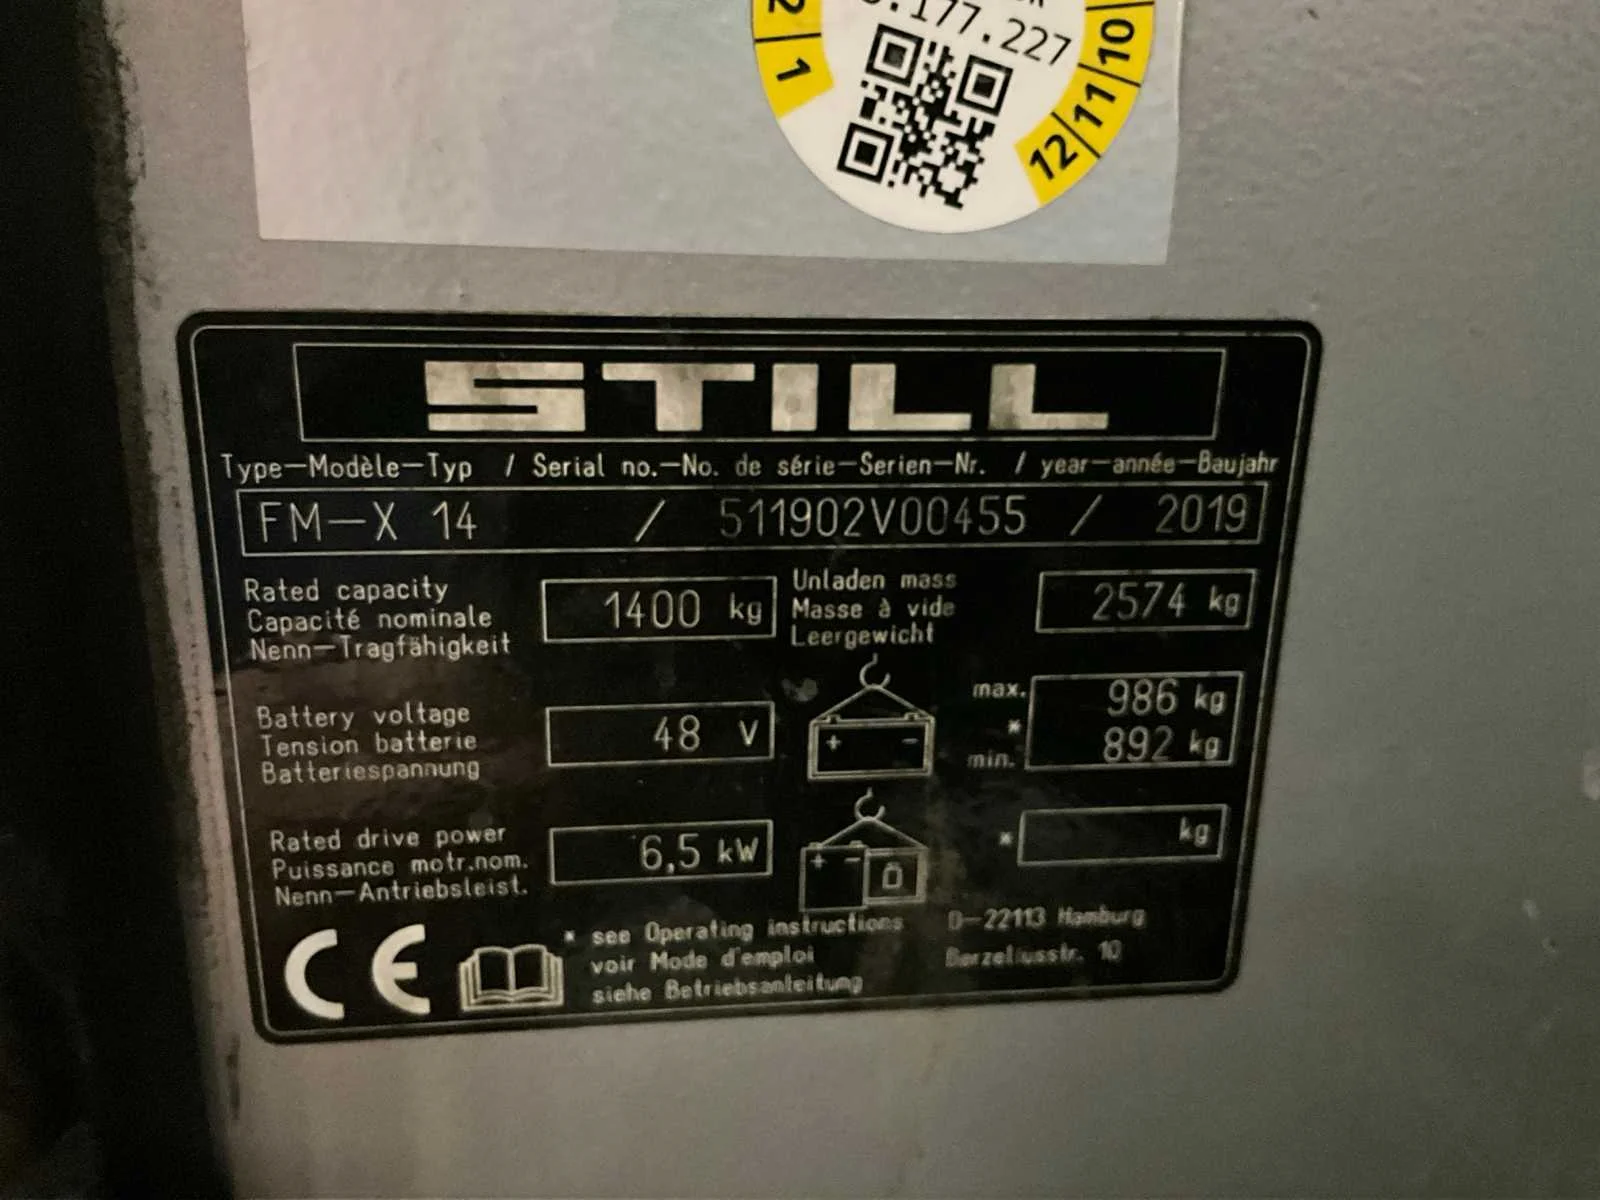 177.227
2 1
12 11 10
STILL
Type-Modèle-Typ / Serial no.-No. de série-Serien-Nr. / year-année-Baujahr
FM-X 14 / 511902V00455 / 2019
Rated capacity
Capacité nominale
Nenn-Tragfähigkeit
1400 kg
Unladen mass
Masse à vide
Leergewicht
2574 kg
Battery voltage
Tension batterie
Batteriespannung
48 V
+ -
max. 986 kg
*
min. 892 kg
Rated drive power
Puissance motr.nom.
Nenn-Antriebsleist.
6,5 kW
+ -
* kg
CE
* see Operating instructions
voir Mode d'emploi
siehe Betriebsanleitung
D-22113 Hamburg
Berzeliusstr. 10